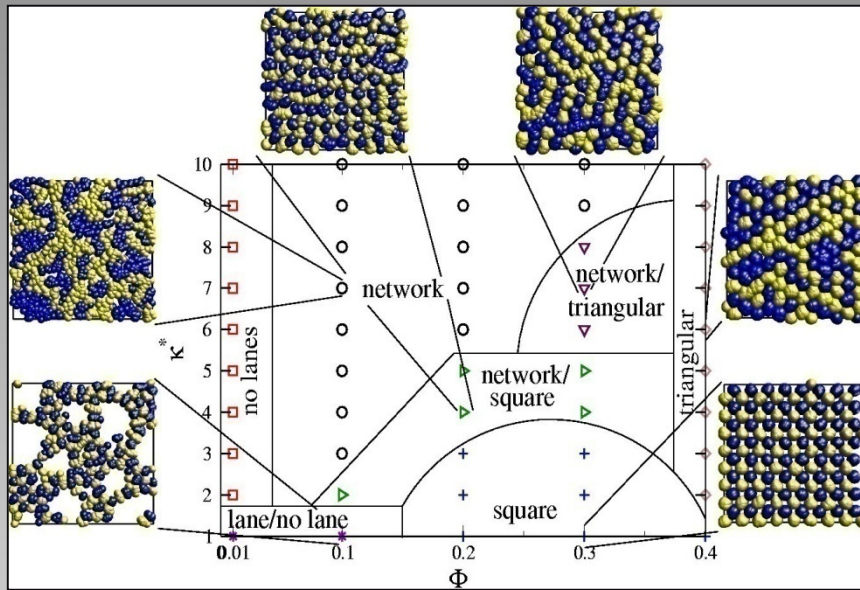 10
9
8
7
6
5
4
3
2
1
κ*
no lanes
network
network/
triangular
network/
square
triangular
lane/no lane
square
0.01
0.1
0.2
0.3
0.4
Φ